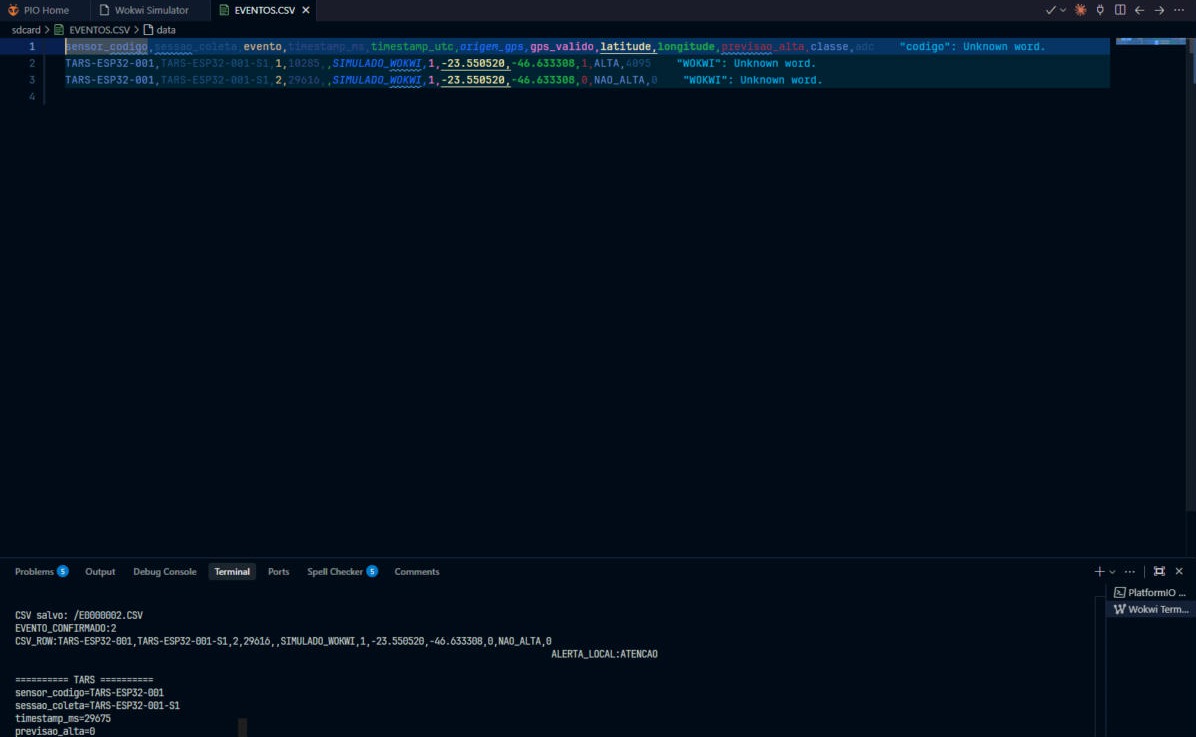 PIO Home Wokwi Simulator EVENTOS.CSV
sdcard > EVENTOS.CSV > data
1 sensor_codigo,sessao_coleta,evento,timestamp_ms,timestamp_utc,origem_gps,gps_valido,latitude,longitude,previsao_alta,classe,adc "codigo": Unknown word.
2 TARS-ESP32-001,TARS-ESP32-001-S1,1,10285,,SIMULADO_WOKWI,1,-23.550520,-46.633308,1,ALTA,4095 "WOKWI": Unknown word.
3 TARS-ESP32-001,TARS-ESP32-001-S1,2,29616,,SIMULADO_WOKWI,1,-23.550520,-46.633308,0,NAO_ALTA,0 "WOKWI": Unknown word.
4
Problems 5 Output Debug Console Terminal Ports Spell Checker 5 Comments
PlatformIO ...
Wokwi Term...
CSV salvo: /E0000002.CSV
EVENTO_CONFIRMADO:2
CSV_ROW:TARS-ESP32-001,TARS-ESP32-001-S1,2,29616,,SIMULADO_WOKWI,1,-23.550520,-46.633308,0,NAO_ALTA,0
ALERTA_LOCAL:ATENCAO
========== TARS ==========
sensor_codigo=TARS-ESP32-001
sessao_coleta=TARS-ESP32-001-S1
timestamp_ms=29675
previsao_alta=0